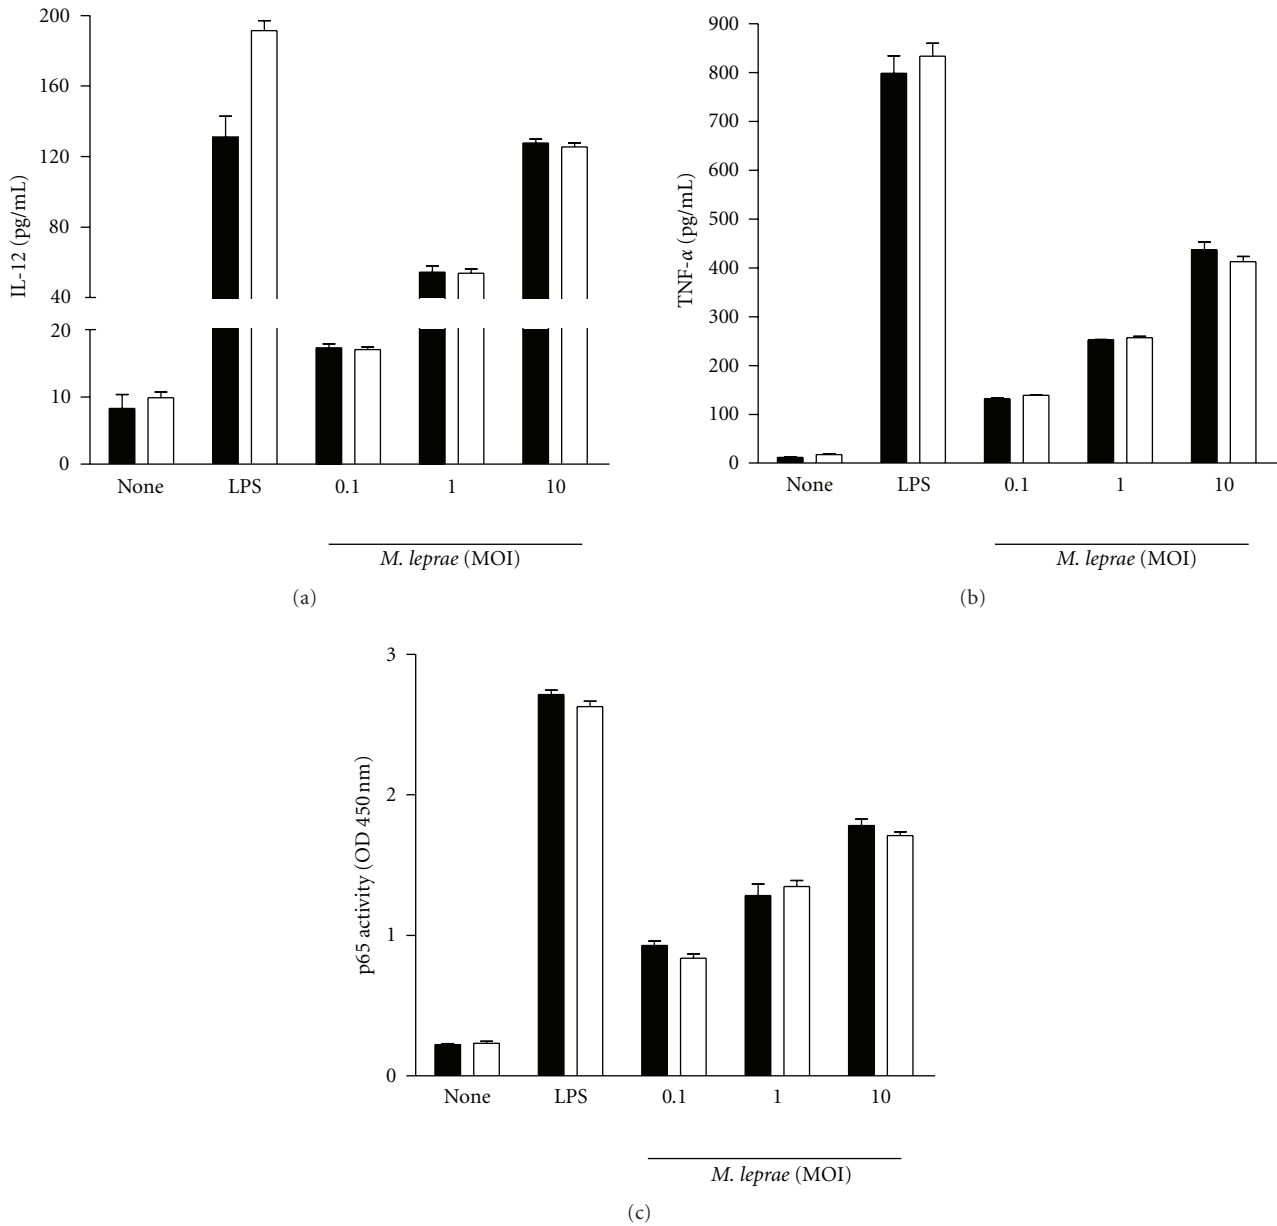 200
160
120
80
40
20
10
0
IL-12 (pg/mL)
None LPS 0.1 1 10
M. leprae (MOI)
(a)
900
800
700
600
500
400
300
200
100
0
TNF-α (pg/mL)
None LPS 0.1 1 10
M. leprae (MOI)
(b)
3
2
1
0
p65 activity (OD 450 nm)
None LPS 0.1 1 10
M. leprae (MOI)
(c)